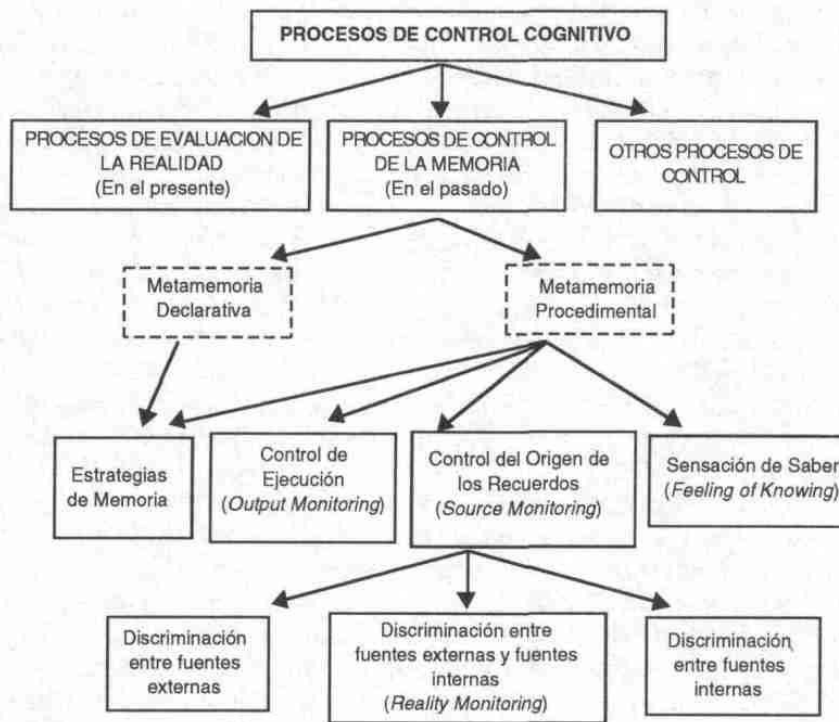 PROCESOS DE CONTROL COGNITIVO
PROCESOS DE EVALUACION DE
LA REALIDAD
(En el presente)
PROCESOS DE CONTROL
DE LA MEMORIA
(En el pasado)
OTROS PROCESOS DE
CONTROL
Metamemoria
Declarativa
Metamemoria
Procedimental
Estrategias
de Memoria
Control de
Ejecución
(Output Monitoring)
Control del Origen de
los Recuerdos
(Source Monitoring)
Sensación de Saber
(Feeling of Knowing)
Discriminación
entre fuentes
externas
Discriminación entre
fuentes externas y fuentes
internas
(Reality Monitoring)
Discriminación
entre fuentes
internas